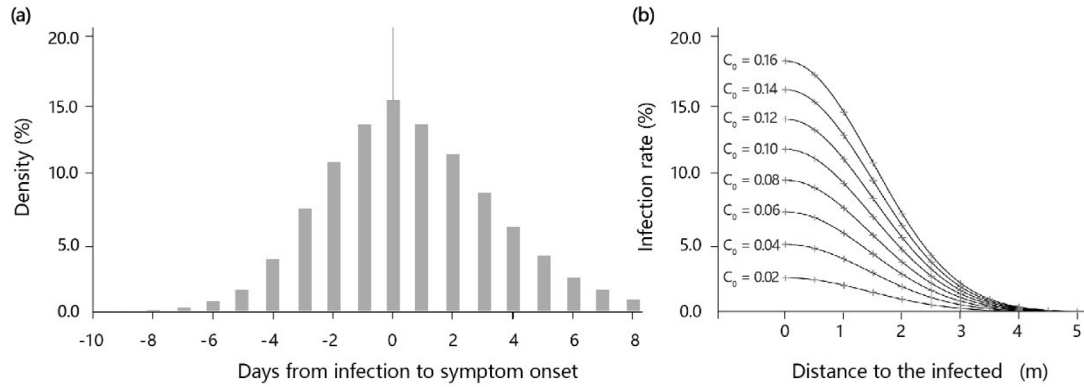 (a)
20.0
15.0
10.0
5.0
0.0
Density (%)
-10 -8 -6 -4 -2 0 2 4 6 8
Days from infection to symptom onset
(b)
20.0
15.0
10.0
5.0
0.0
Infection rate (%)
C₀ = 0.16
C₀ = 0.14
C₀ = 0.12
C₀ = 0.10
C₀ = 0.08
C₀ = 0.06
C₀ = 0.04
C₀ = 0.02
0 1 2 3 4 5
Distance to the infected (m)